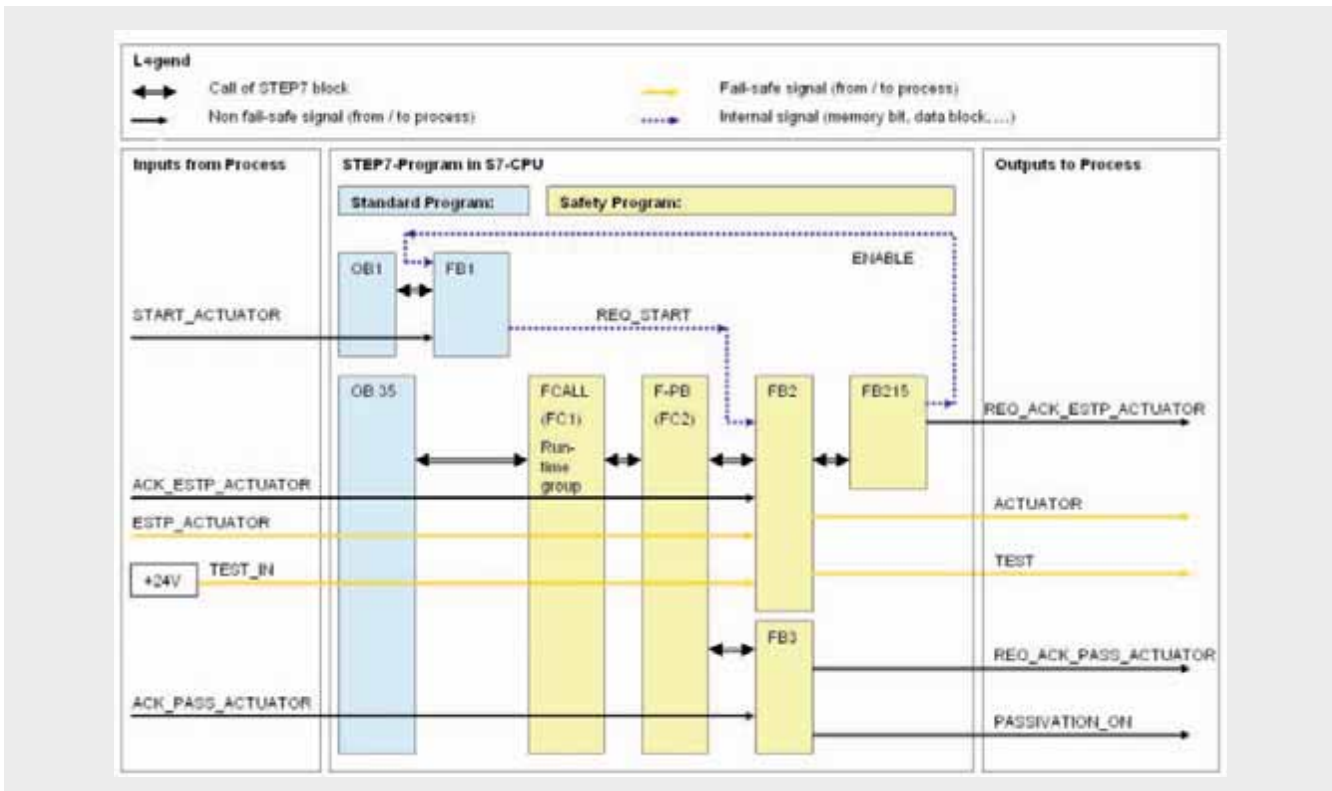 Legend
Call of STEP7 block
Fail-safe signal (from / to process)
Non fail-safe signal (from / to process)
Internal signal (memory bit, data block, ...)
Inputs from Process
STEP7-Program in S7-CPU
Outputs to Process
Standard Program:
Safety Program:
OB1
FB1
ENABLE
START_ACTUATOR
REQ_START
OB 35
FCALL
(FC1)
Run-
time
group
F-PB
(FC2)
FB2
FB215
REQ_ACK_ESTP_ACTUATOR
ACK_ESTP_ACTUATOR
ACTUATOR
ESTP_ACTUATOR
TEST
+24V
TEST_IN
FB3
REQ_ACK_PASS_ACTUATOR
ACK_PASS_ACTUATOR
PASSIVATION_ON